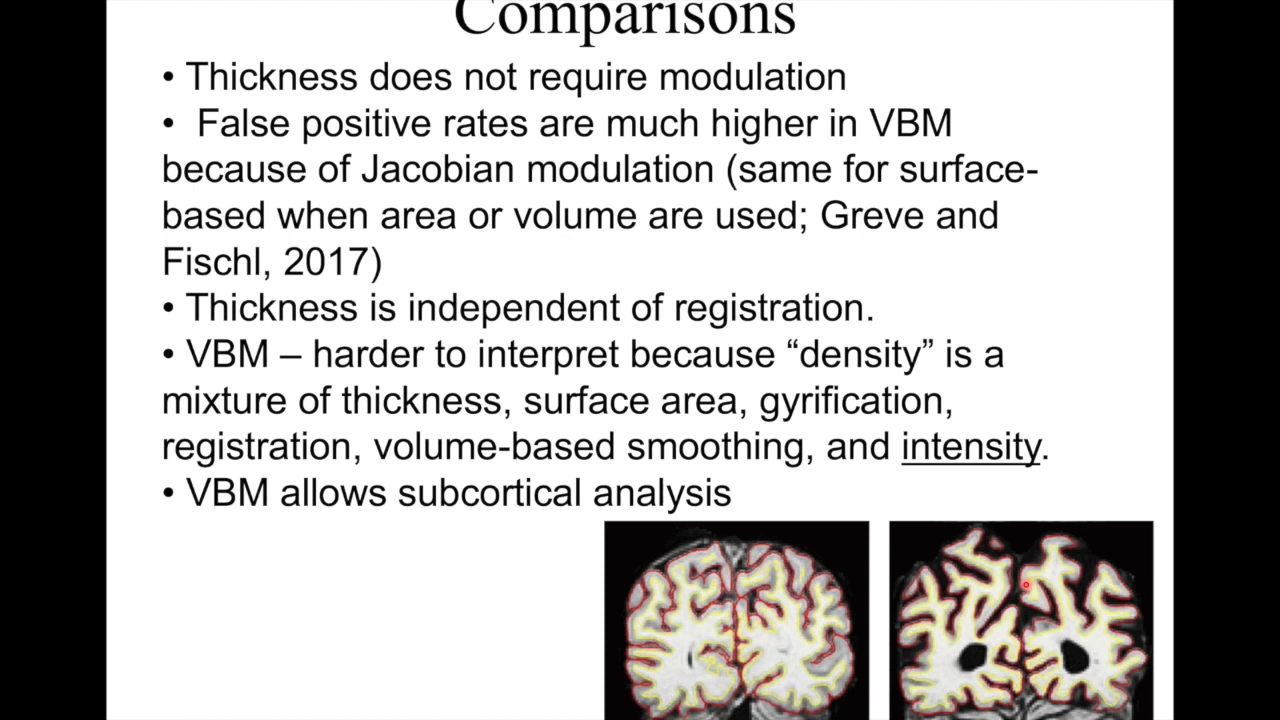 Comparisons
• Thickness does not require modulation
• False positive rates are much higher in VBM
because of Jacobian modulation (same for surface-
based when area or volume are used; Greve and
Fischl, 2017)
• Thickness is independent of registration.
• VBM – harder to interpret because “density” is a
mixture of thickness, surface area, gyrification,
registration, volume-based smoothing, and intensity.
• VBM allows subcortical analysis